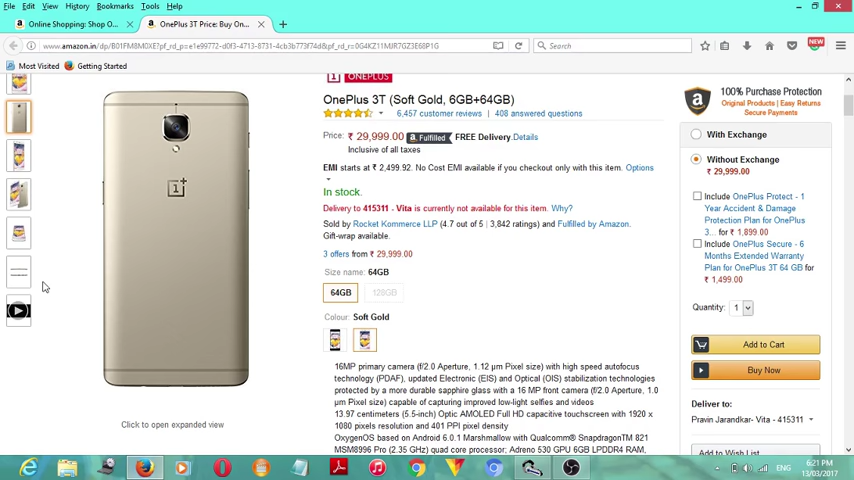 File Edit View History Bookmarks Tools Help
Online Shopping: Shop O...
OnePlus 3T Price: Buy On...
NEW
Search
Most Visited Getting Started
1 ONEPLUS
100% Purchase Protection
Original Products | Easy Returns
Secure Payments
OnePlus 3T (Soft Gold, 6GB+64GB)
6,457 customer reviews | 408 answered questions
Price: ₹ 29,999.00 Fulfilled FREE Delivery.Details
Inclusive of all taxes
EMI starts at ₹ 2,499.92. No Cost EMI available if you checkout only with this item. Options
In stock.
Delivery to 415311 - Vita is currently not available for this item. Why?
Sold by Rocket Kommerce LLP (4.7 out of 5 | 3,842 ratings) and Fulfilled by Amazon.
Gift-wrap available.
3 offers from ₹ 29,999.00
Size name: 64GB
64GB 128GB
Colour: Soft Gold
16MP primary camera (f/2.0 Aperture, 1.12 µm Pixel size) with high speed autofocus
technology (PDAF), updated Electronic (EIS) and Optical (OIS) stabilization technologies
protected by a more durable sapphire glass with a 16 MP front camera (f/2.0 Aperture, 1.0
µm Pixel size) capable of capturing improved low-light selfies and videos
13.97 centimeters (5.5-inch) Optic AMOLED Full HD capacitive touchscreen with 1920 x
1080 pixels resolution and 401 PPI pixel density
OxygenOS based on Android 6.0.1 Marshmallow with Qualcomm® SnapdragonTM 821
MSM8996 Pro (2.35 GHz) quad core processor; Adreno 530 GPU 6GB LPDDR4 RAM,
Click to open expanded view
With Exchange
Without Exchange
₹ 29,999.00
Include OnePlus Protect - 1
Year Accident & Damage
Protection Plan for OnePlus
3... for ₹ 1,899.00
Include OnePlus Secure - 6
Months Extended Warranty
Plan for OnePlus 3T 64 GB for
₹ 1,499.00
Quantity: 1
Add to Cart
Buy Now
Deliver to:
Pravin Jarandkar- Vita - 415311
Add to Wish List
ENG
6:21 PM
13/03/2017